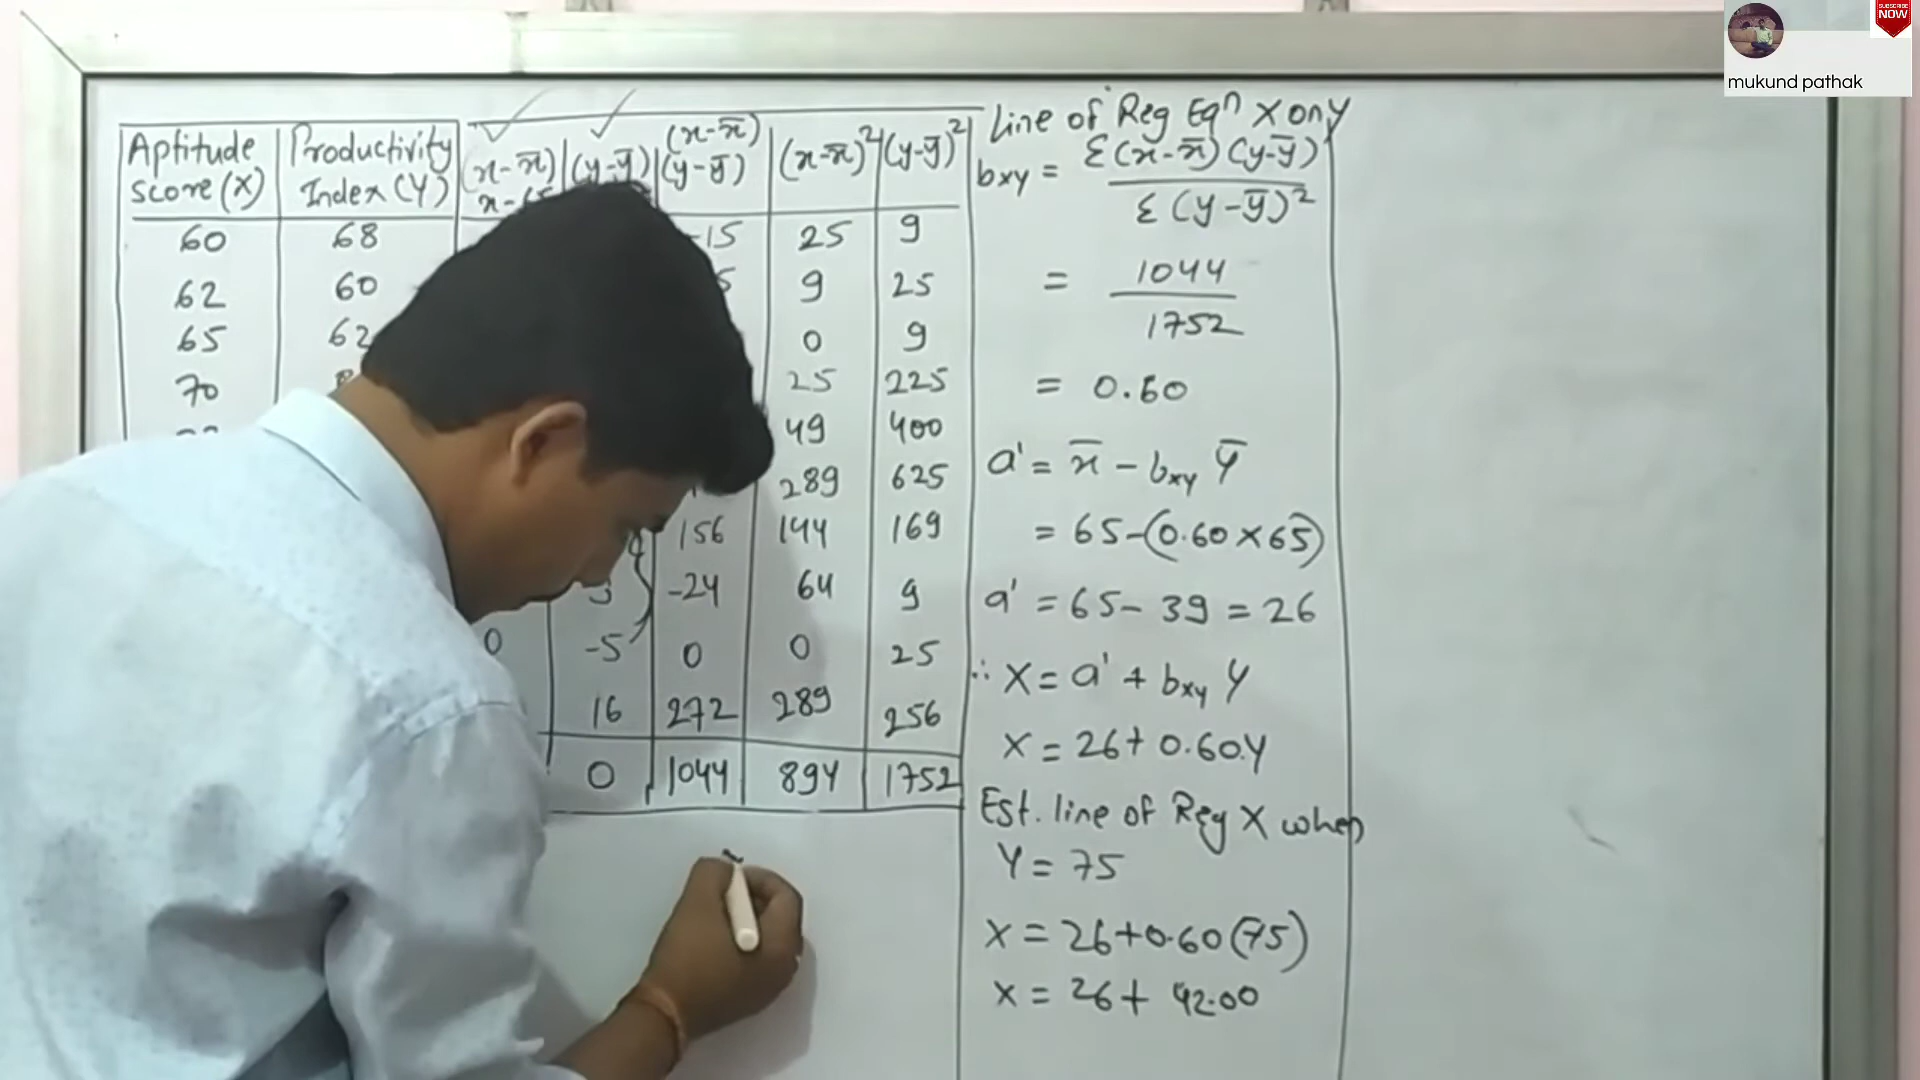 SUBSCRIBE
NOW
mukund pathak
Aptitude Score (X) | Productivity Index (Y) | (x-x̅) | (y-y̅) | (x-x̅)(y-y̅) | (x-x̅)² | (y-y̅)²
60 68 -15 25 9
62 60 9 25
65 62 0 9
70 25 225
49 400
289 625
156 144 169
-24 64 9
0 -5 0 0 25
16 272 289 256
0 1044 894 1752
Line of Reg Eqn X on Y
bxy = Σ(x-x̅)(y-y̅)
Σ(y-y̅)²
= 1044
1752
= 0.60
a' = x̅ - bxy y̅
= 65-(0.60×65)
a' = 65-39 = 26
∴ X = a' + bxy Y
X = 26+ 0.60.Y
Est. line of Reg X when
Y = 75
X = 26+0.60(75)
X = 26+ 42.00